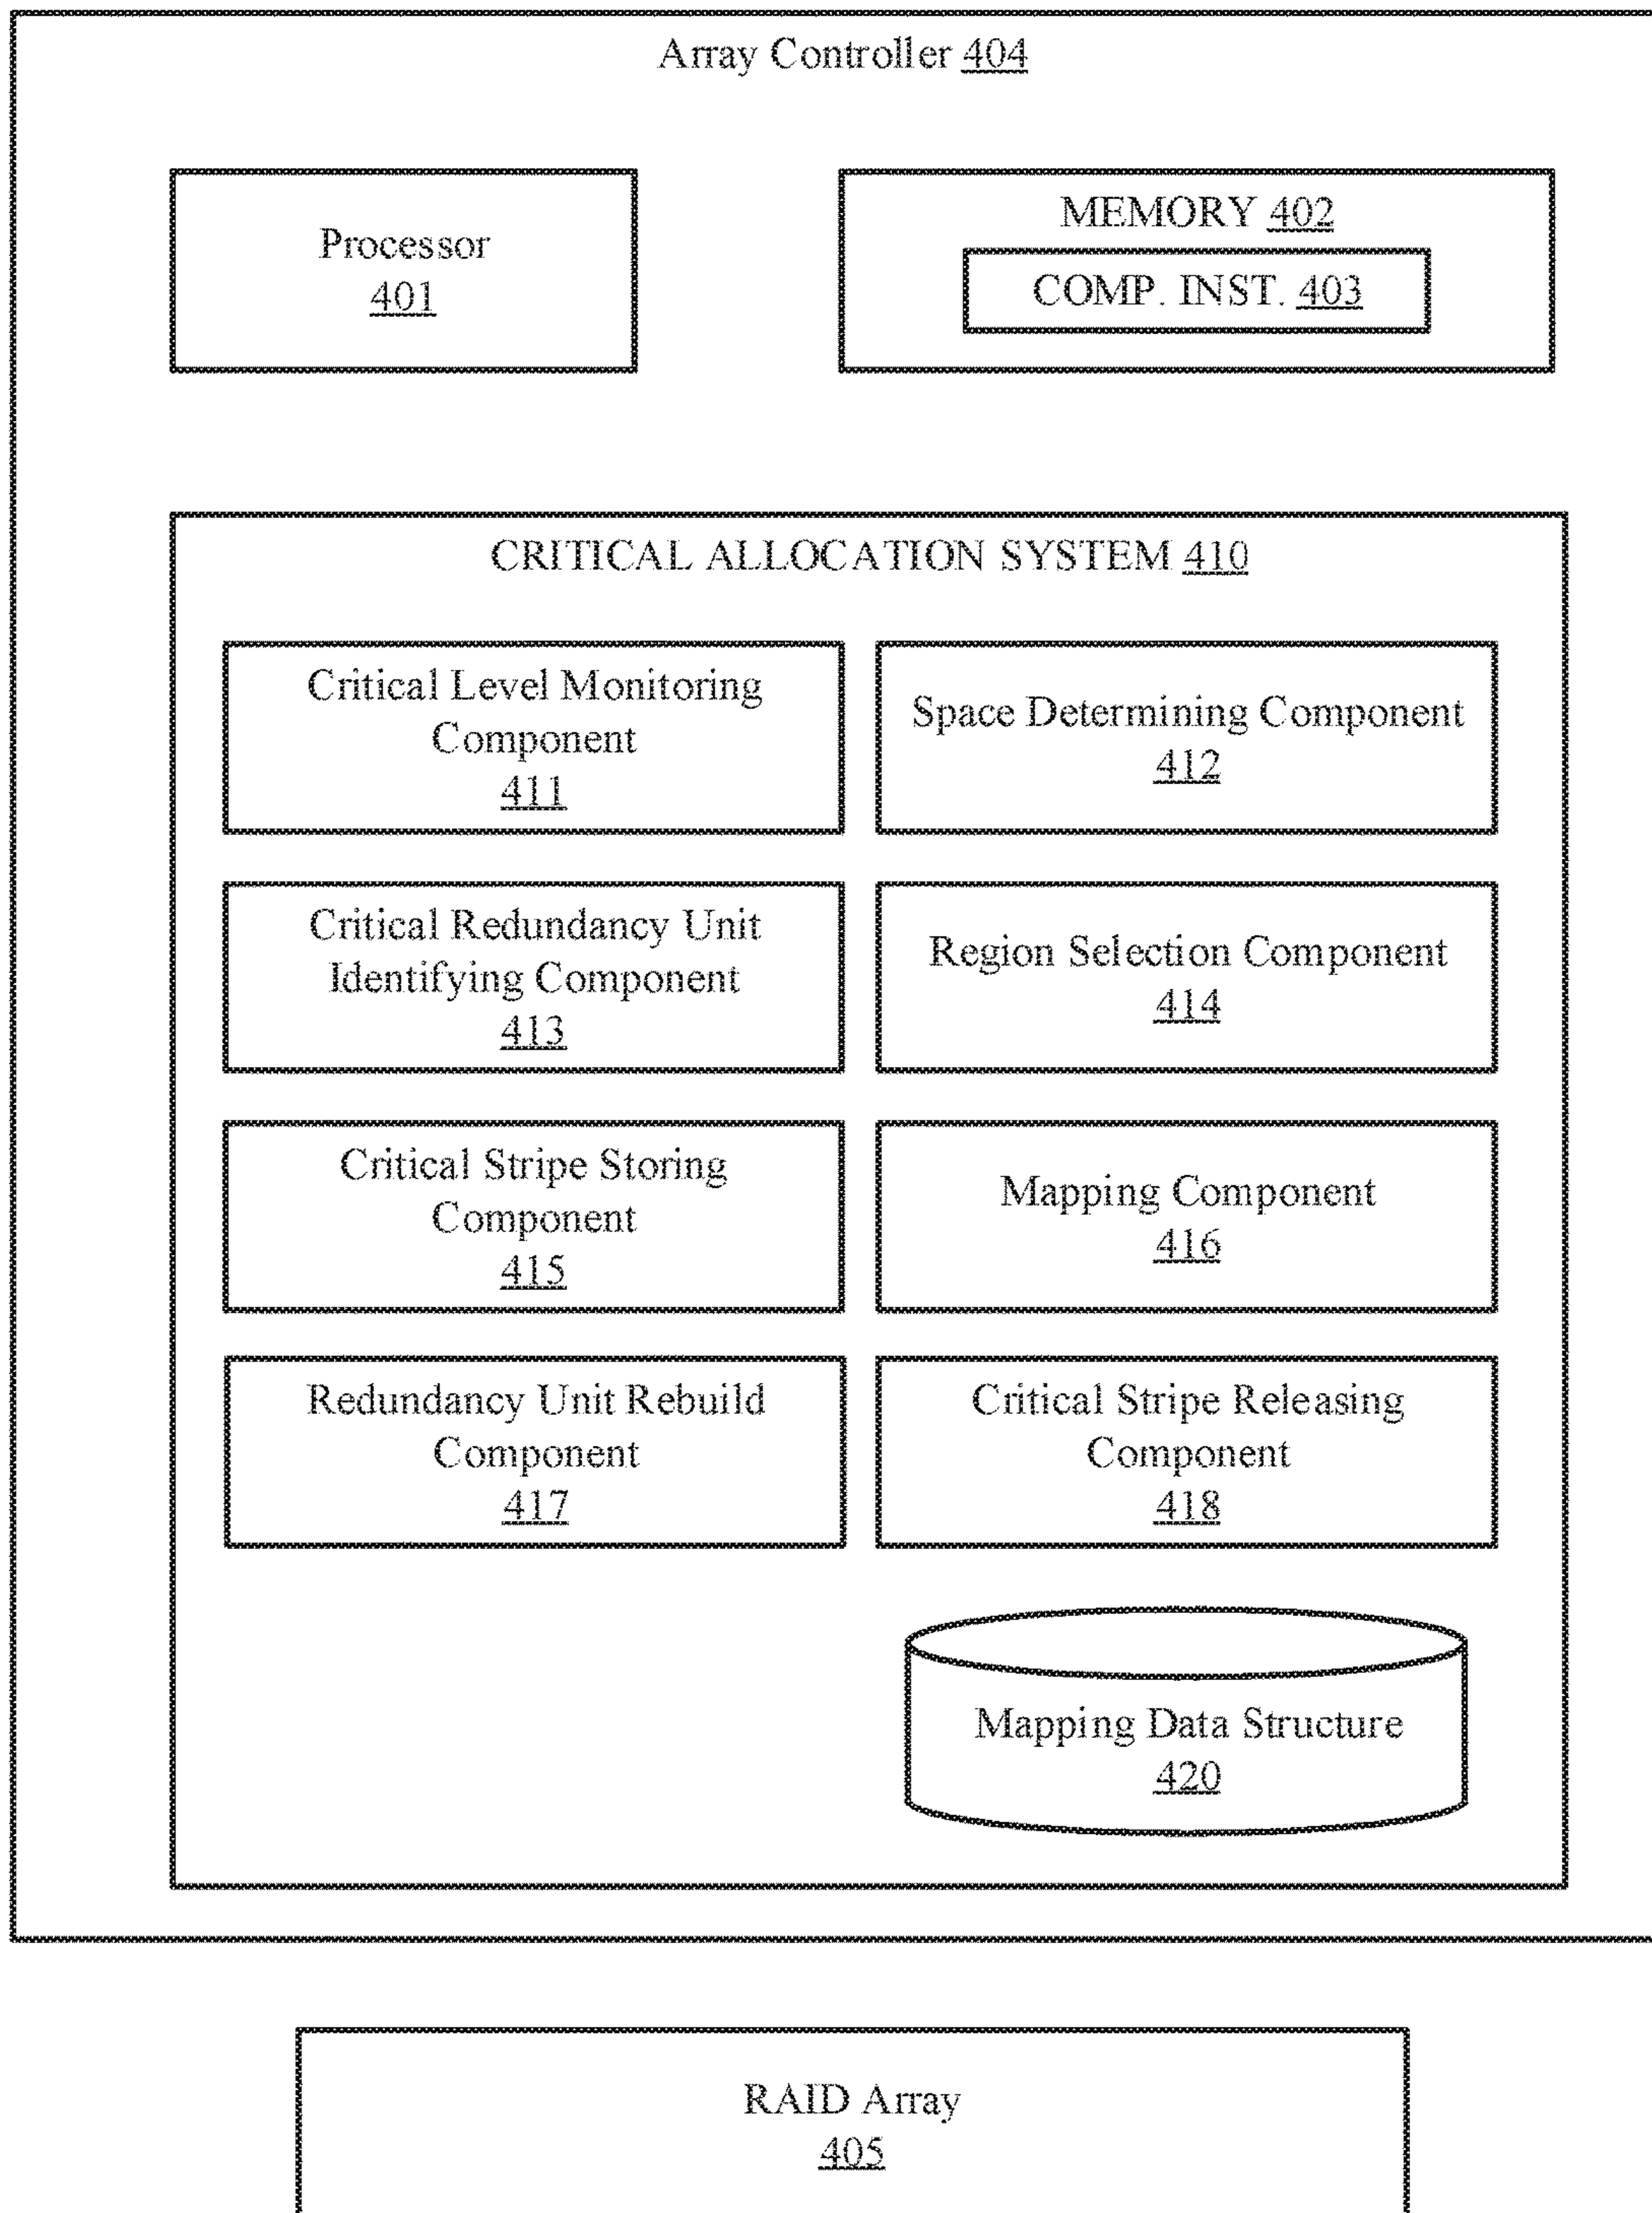 Array Controller 404
Processor
401
MEMORY 402
COMP. INST. 403
CRITICAL ALLOCATION SYSTEM 410
Critical Level Monitoring
Component
411
Space Determining Component
412
Critical Redundancy Unit
Identifying Component
413
Region Selection Component
414
Critical Stripe Storing
Component
415
Mapping Component
416
Redundancy Unit Rebuild
Component
417
Critical Stripe Releasing
Component
418
Mapping Data Structure
420
RAID Array
405